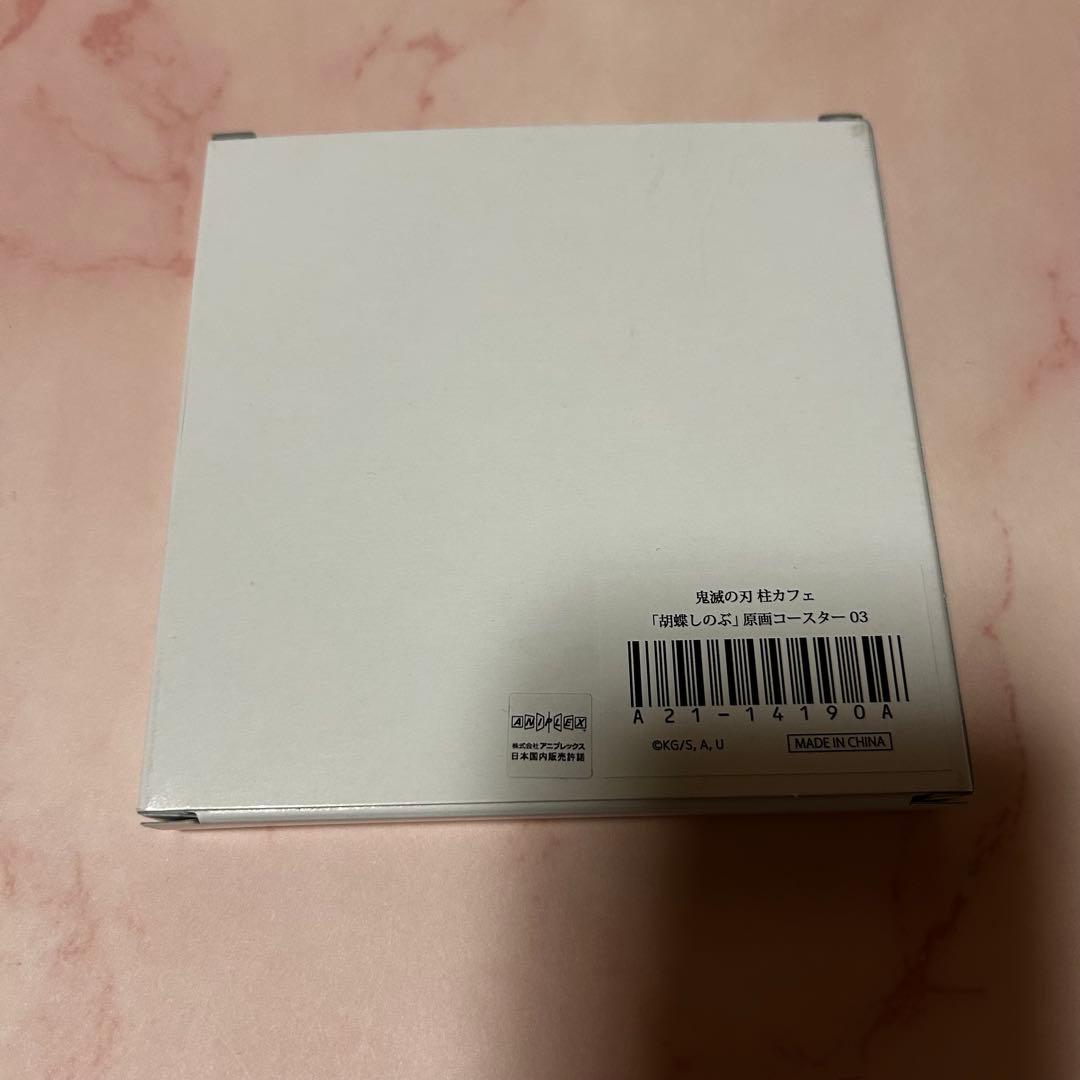 鬼滅の刃 柱カフェ
「胡蝶しのぶ」原画コースター 03
A21-14190A
©KG/S, A, U
MADE IN CHINA
ANIPLEX
株式会社 アニプレックス
日本国内販売許諾